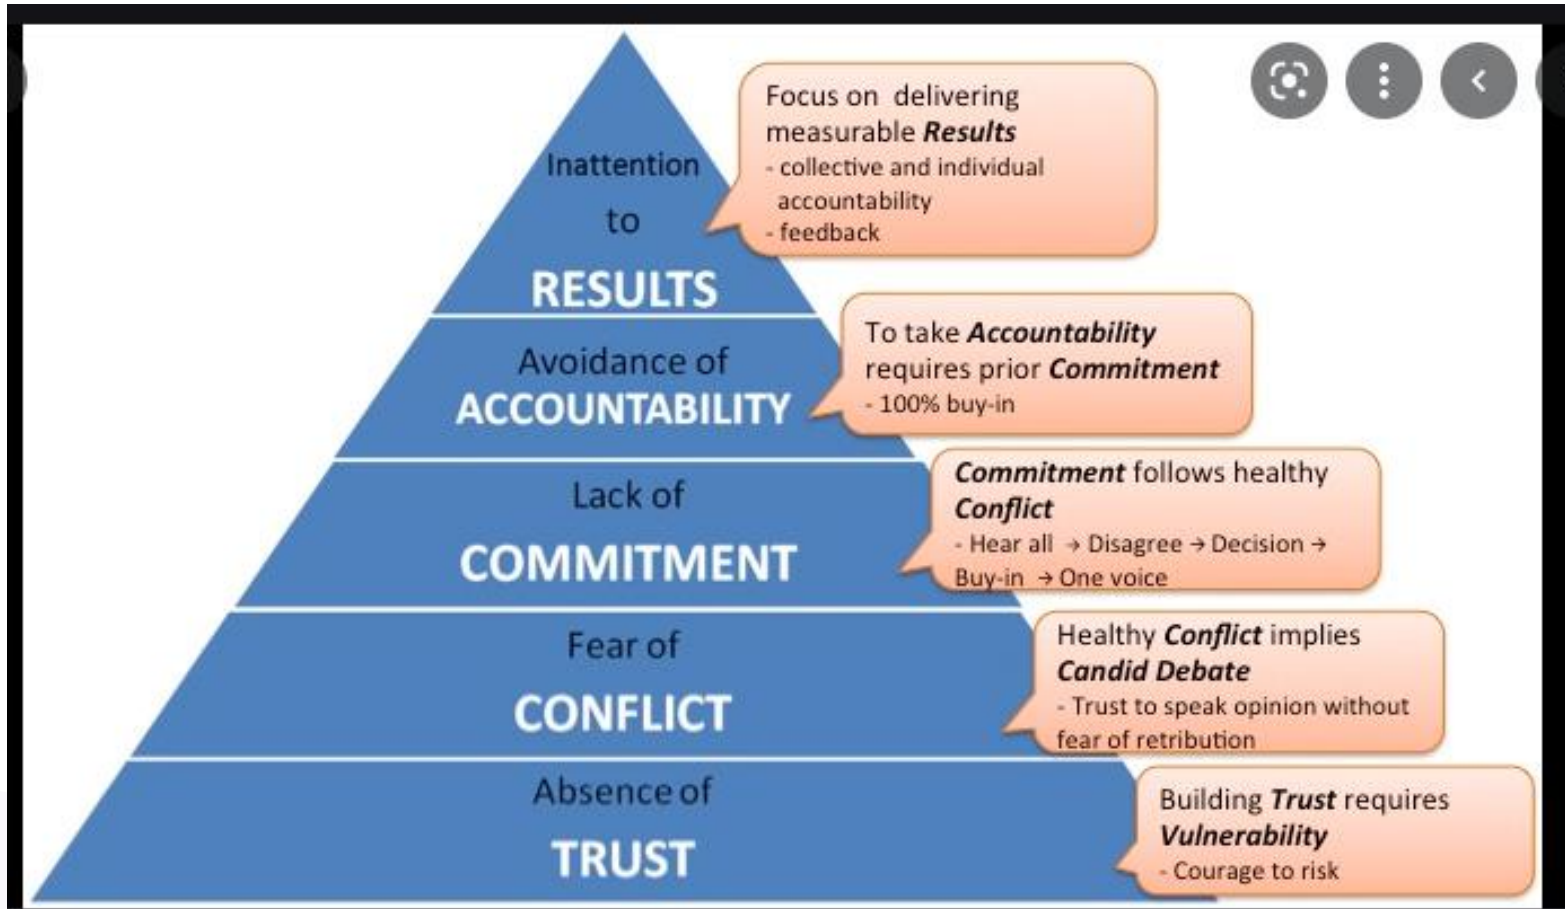 Inattention
to
RESULTS
Focus on delivering
measurable Results
- collective and individual
accountability
- feedback
Avoidance of
ACCOUNTABILITY
To take Accountability
requires prior Commitment
- 100% buy-in
Lack of
COMMITMENT
Commitment follows healthy
Conflict
- Hear all → Disagree → Decision →
Buy-in → One voice
Fear of
CONFLICT
Healthy Conflict implies
Candid Debate
- Trust to speak opinion without
fear of retribution
Absence of
TRUST
Building Trust requires
Vulnerability
- Courage to risk